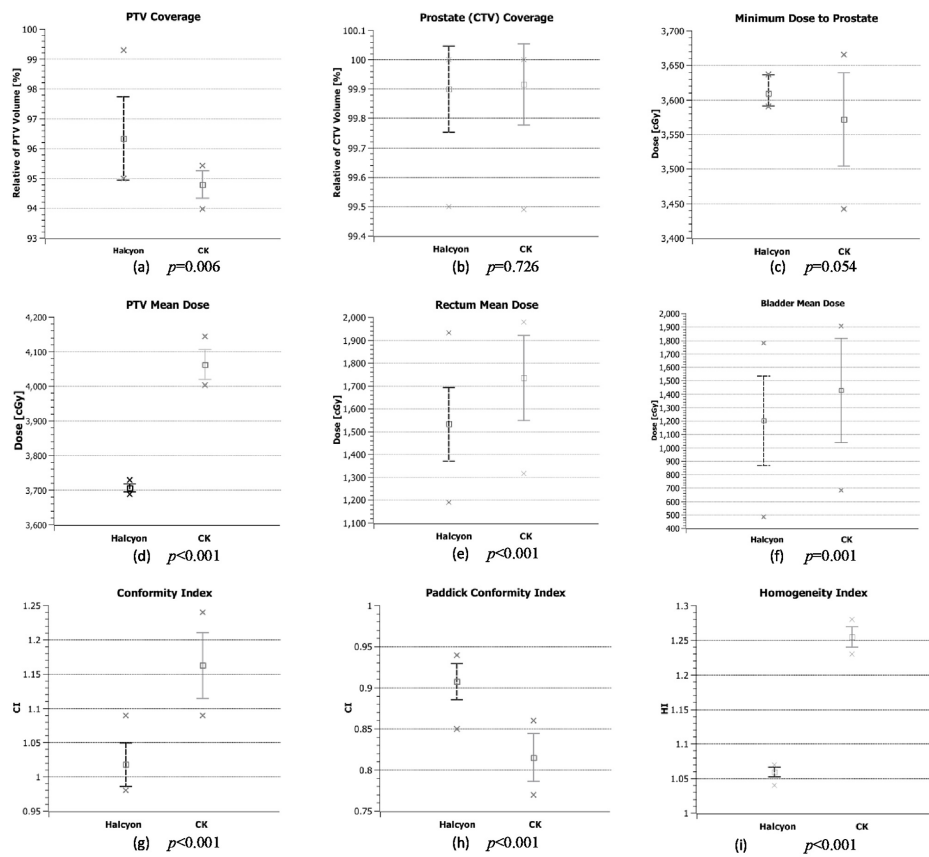 PTV Coverage
Relative of PTV Volume [%]
99
98
97
96
95
94
93
Halcyon CK
(a) p=0.006
Prostate (CTV) Coverage
Relative of CTV Volume [%]
100.1
100
99.9
99.8
99.7
99.6
99.5
99.4
Halcyon CK
(b) p=0.726
Minimum Dose to Prostate
Dose [cGy]
3,700
3,650
3,600
3,550
3,500
3,450
3,400
Halcyon CK
(c) p=0.054
PTV Mean Dose
Dose [cGy]
4,200
4,100
4,000
3,900
3,800
3,700
3,600
Halcyon CK
(d) p<0.001
Rectum Mean Dose
Dose [cGy]
2,000
1,900
1,800
1,700
1,600
1,500
1,400
1,300
1,200
1,100
Halcyon CK
(e) p<0.001
Bladder Mean Dose
Dose [cGy]
2,000
1,900
1,800
1,700
1,600
1,500
1,400
1,300
1,200
1,100
1,000
900
800
700
600
500
400
Halcyon CK
(f) p=0.001
Conformity Index
CI
1.25
1.2
1.15
1.1
1.05
1
0.95
Halcyon CK
(g) p<0.001
Paddick Conformity Index
CI
1
0.95
0.9
0.85
0.8
0.75
Halcyon CK
(h) p<0.001
Homogeneity Index
HI
1.3
1.25
1.2
1.15
1.1
1.05
1
Halcyon CK
(i) p<0.001